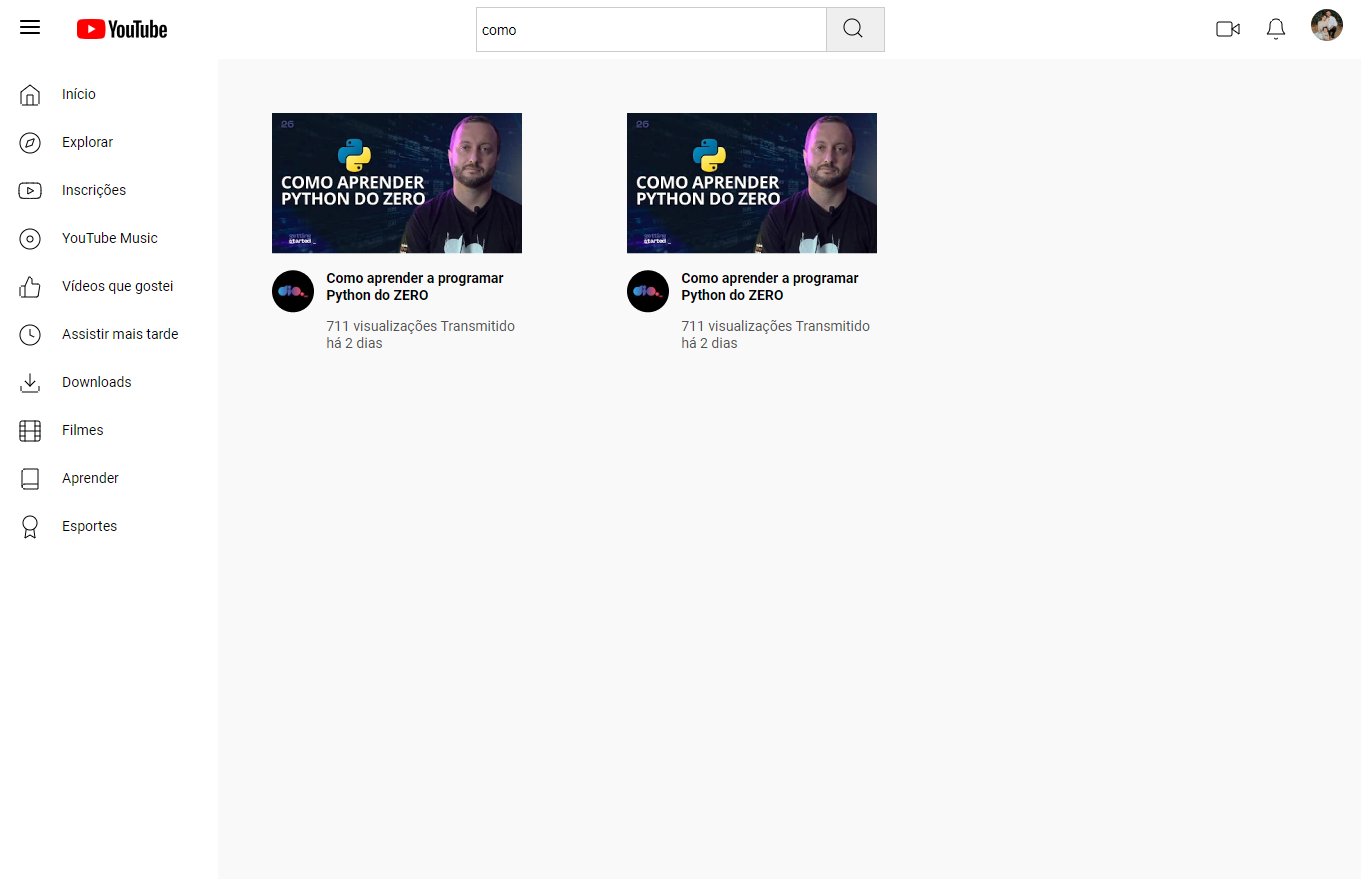 YouTube
como
Início
Explorar
Inscrições
YouTube Music
Vídeos que gostei
Assistir mais tarde
Downloads
Filmes
Aprender
Esportes
26
COMO APRENDER
PYTHON DO ZERO
started_
Como aprender a programar
Python do ZERO
711 visualizações Transmitido
há 2 dias
26
COMO APRENDER
PYTHON DO ZERO
started_
Como aprender a programar
Python do ZERO
711 visualizações Transmitido
há 2 dias